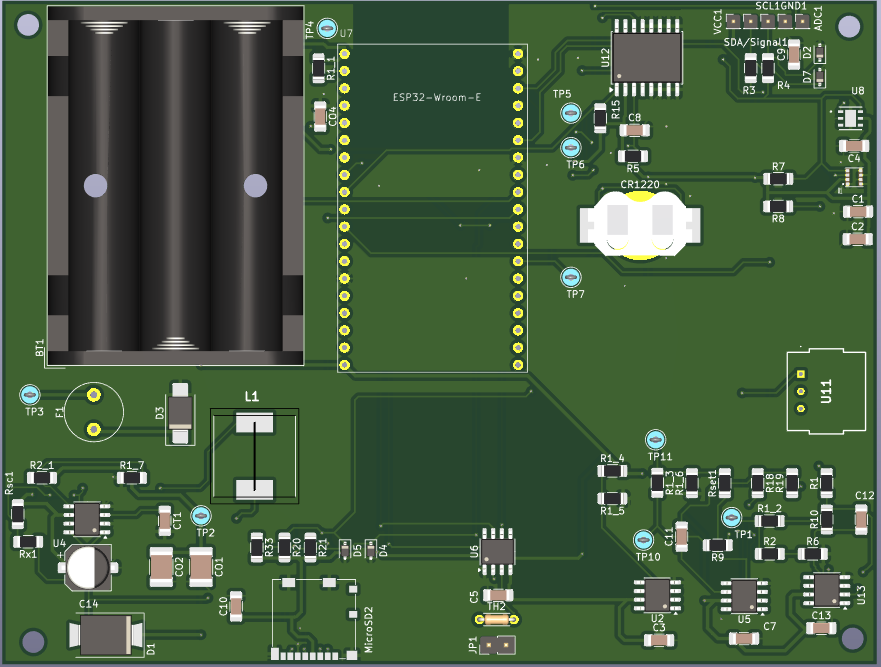 TP4
U7
R1_1
CO4
ESP32-Wroom-E
BT1
U12
TP5
R15
C8
TP6
R5
CR1220
TP7
VCC1
SCL1GND1
ADC1
SDA/Signal1
C9
D2
D7
R3
R4
U8
C4
R7
R8
C1
C2
U11
TP3
F1
D3
L1
R2_1
R1_7
Rsc1
Rx1
U4
+
CT1
TP2
C14
CO2
CO1
D1
C10
R33
R20
R21
D5
D4
MicroSD2
U6
C5
TH2
JP1
TP11
R1_4
R1_5
R1_3
R1_6
Rset1
R18
R19
R1
C12
R1_2
R10
TP1
C11
TP10
R9
R2
R6
U2
C3
U5
C7
U13
C13